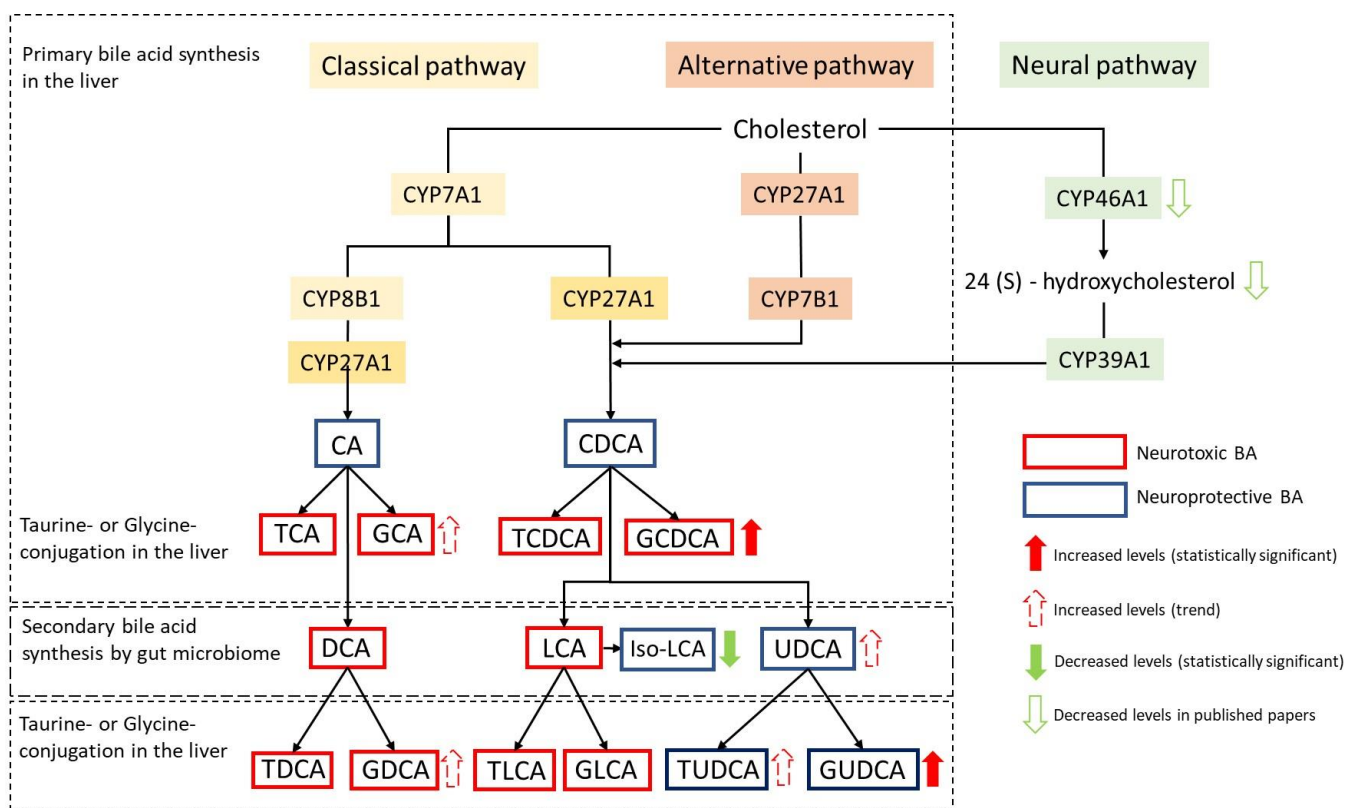 Primary bile acid synthesis
in the liver
Classical pathway
Alternative pathway
Neural pathway
Cholesterol
CYP7A1
CYP27A1
CYP46A1
CYP8B1
CYP27A1
CYP7B1
24 (S) - hydroxycholesterol
CYP27A1
CYP39A1
CA
CDCA
Taurine- or Glycine-
conjugation in the liver
TCA
GCA
TCDCA
GCDCA
Secondary bile acid
synthesis by gut microbiome
DCA
LCA
Iso-LCA
UDCA
Taurine- or Glycine-
conjugation in the liver
TDCA
GDCA
TLCA
GLCA
TUDCA
GUDCA
Neurotoxic BA
Neuroprotective BA
Increased levels (statistically significant)
Increased levels (trend)
Decreased levels (statistically significant)
Decreased levels in published papers